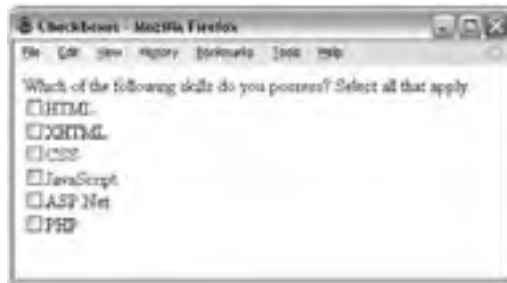 Checkboxes - Mozilla Firefox
File Edit View History Bookmarks Tools Help
Which of the following skills do you possess? Select all that apply.
HTML
XHTML
CSS
JavaScript
ASP.Net
PHP